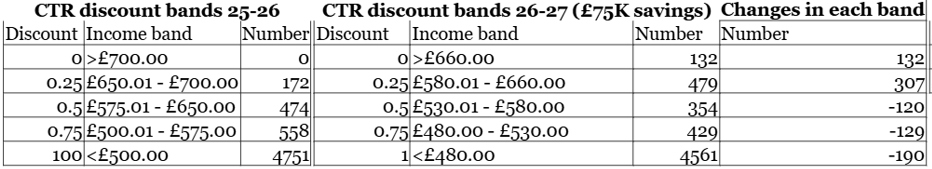 CTR discount bands 25-26 CTR discount bands 26-27 (£75K savings) Changes in each band
Discount Income band Number Discount Income band Number Number
0 >£700.00 0 0 >£660.00 132 132
0.25 £650.01 - £700.00 172 0.25 £580.01 - £660.00 479 307
0.5 £575.01 - £650.00 474 0.5 £530.01 - £580.00 354 -120
0.75 £500.01 - £575.00 558 0.75 £480.00 - £530.00 429 -129
100 <£500.00 4751 1 <£480.00 4561 -190